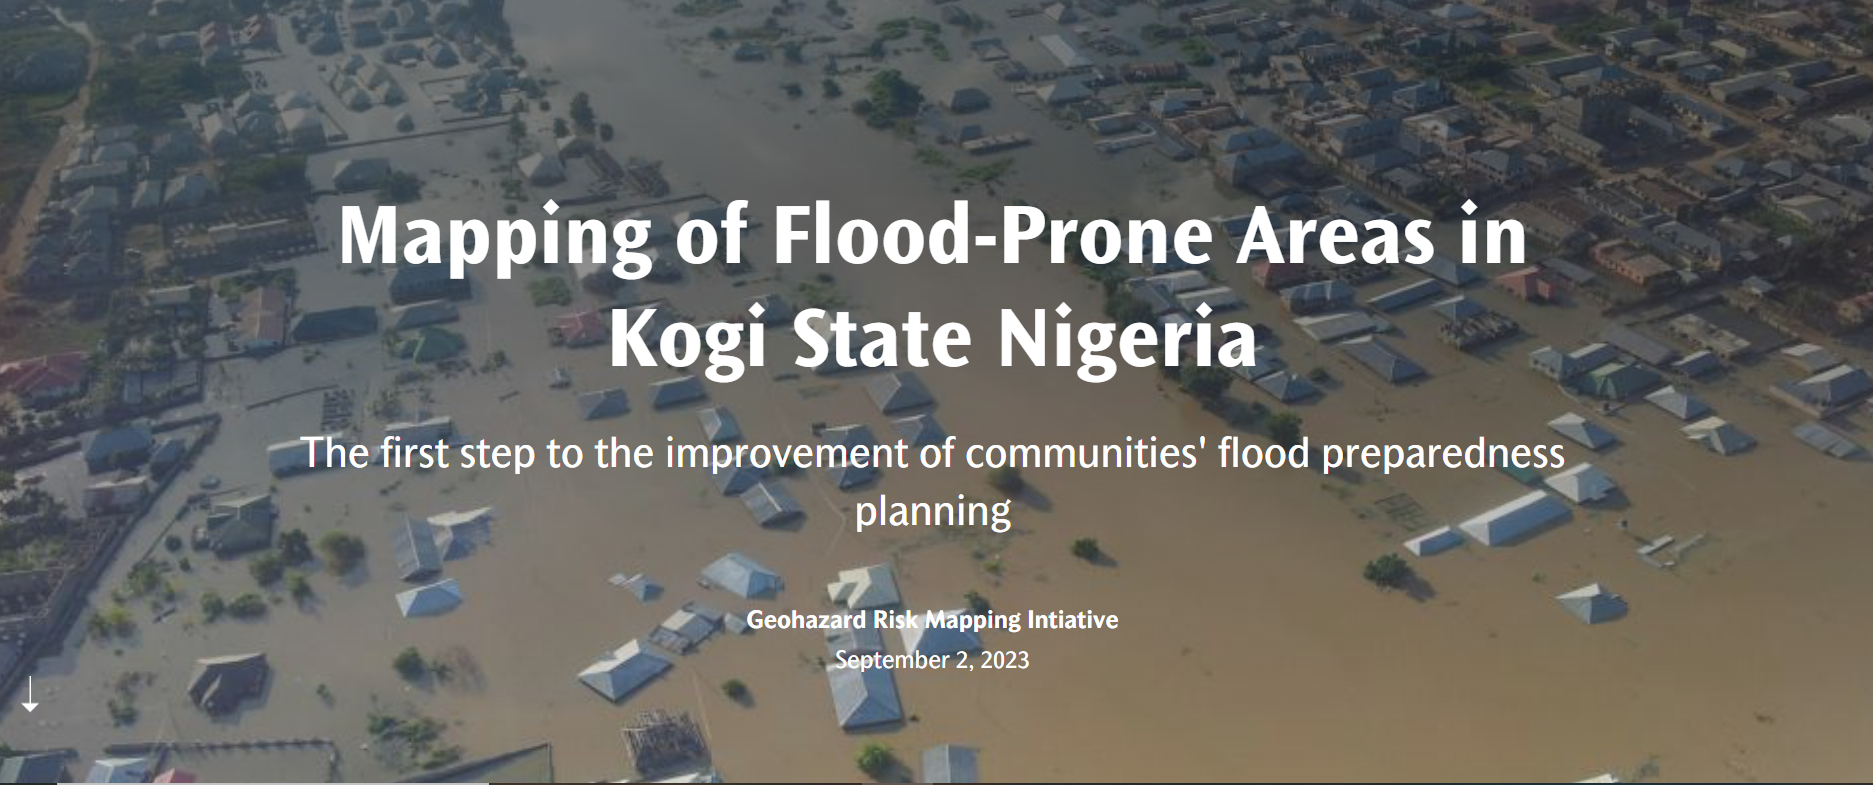 Mapping of Flood-Prone Areas in
Kogi State Nigeria
The first step to the improvement of communities' flood preparedness
planning
Geohazard Risk Mapping Intiative
September 2, 2023